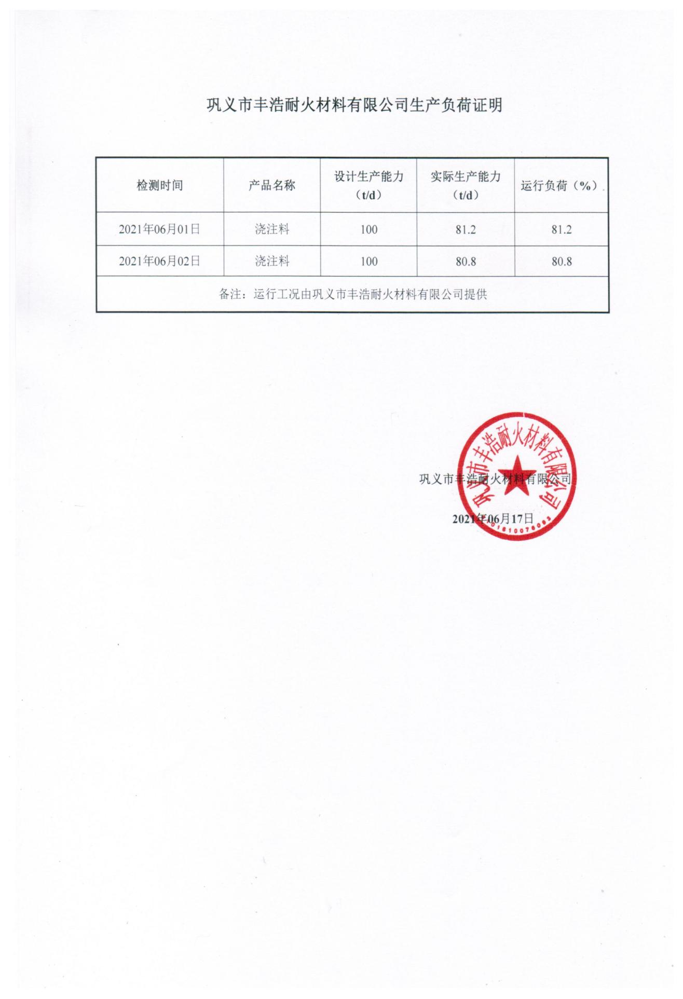 巩义市丰浩耐火材料有限公司生产负荷证明
检测时间 产品名称 设计生产能力（t/d） 实际生产能力（t/d） 运行负荷（%）
2021年06月01日 浇注料 100 81.2 81.2
2021年06月02日 浇注料 100 80.8 80.8
备注：运行工况由巩义市丰浩耐火材料有限公司提供
巩义市丰浩耐火材料有限公司
巩义市丰浩耐火材料有限公司
2021年06月17日